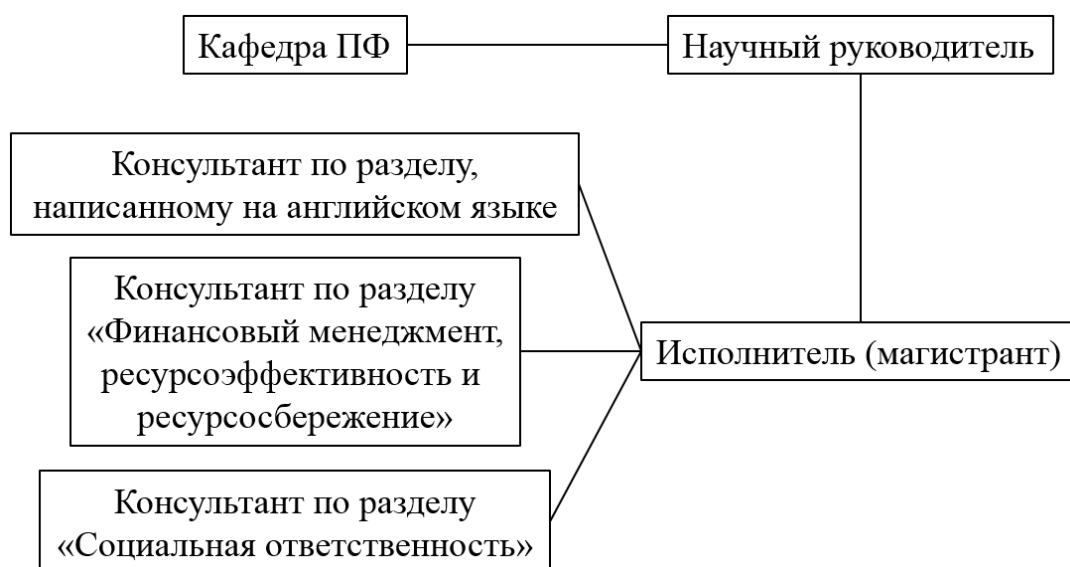 Кафедра ПФ
Научный руководитель
Консультант по разделу,
написанному на английском языке
Консультант по разделу
«Финансовый менеджмент,
ресурсоэффективность и
ресурсосбережение»
Исполнитель (магистрант)
Консультант по разделу
«Социальная ответственность»